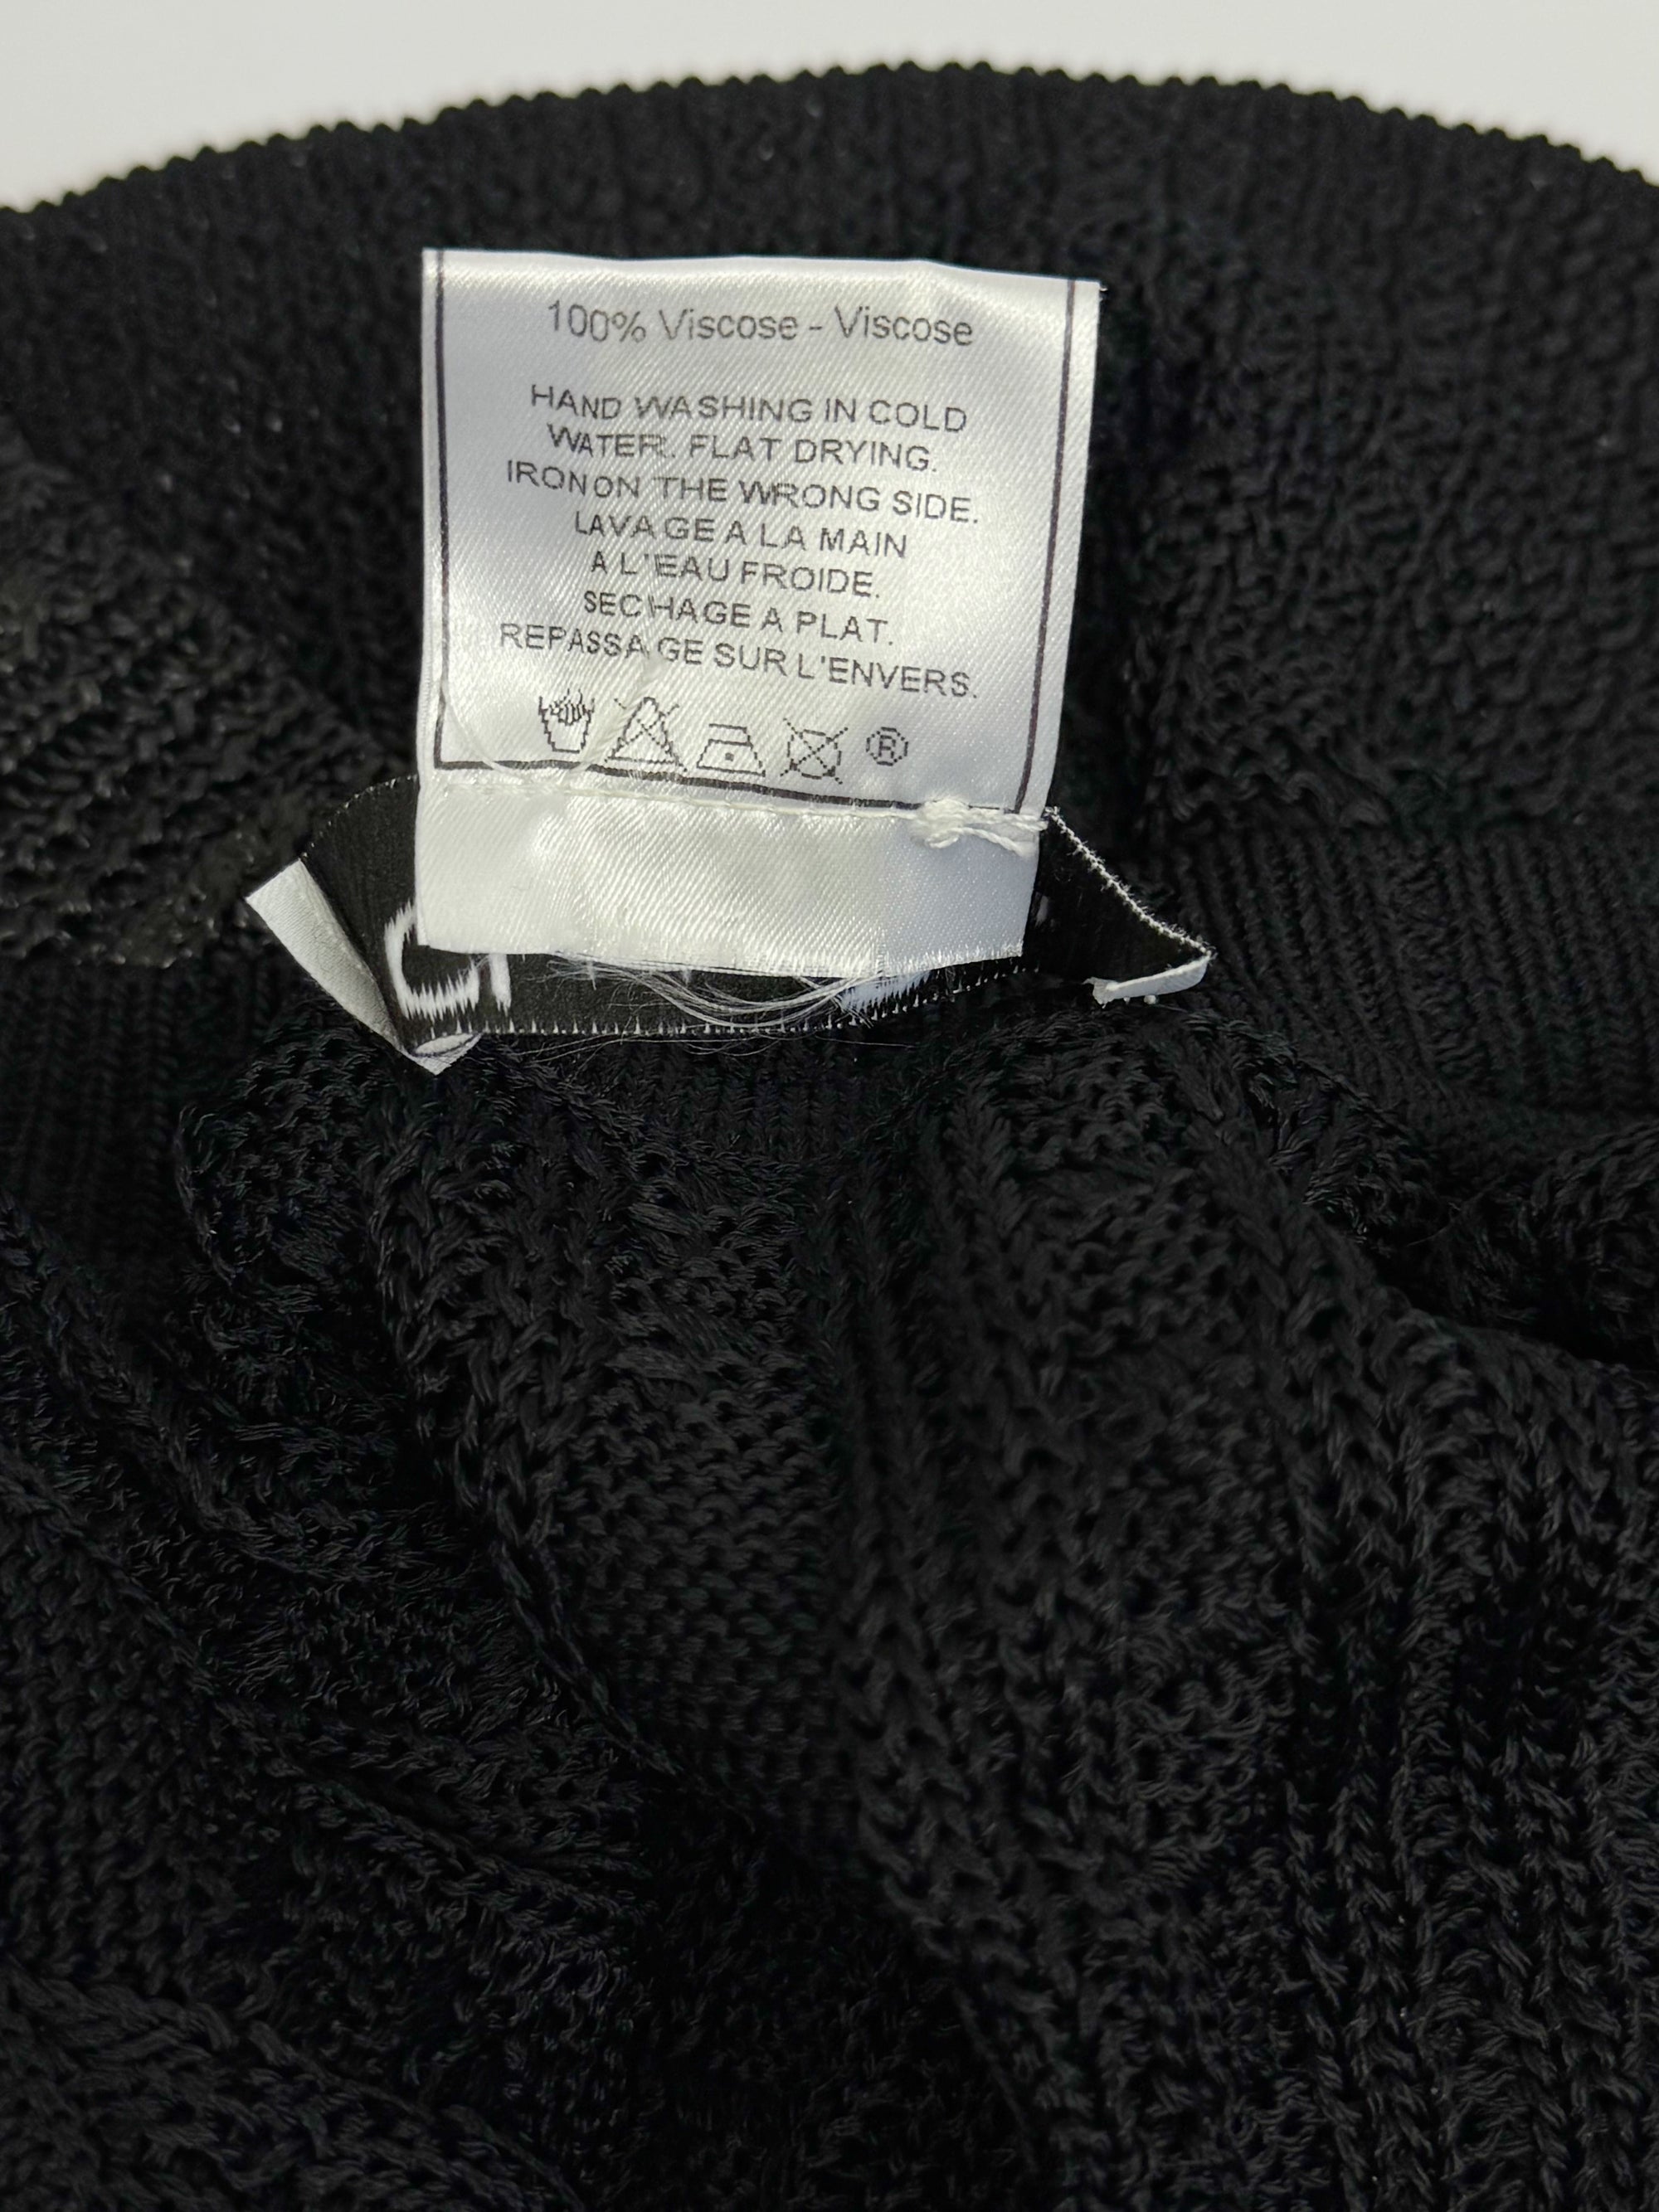 100% Viscose - Viscose
HAND WASHING IN COLD
WATER. FLAT DRYING.
IRON ON THE WRONG SIDE.
LAVAGE A LA MAIN
A L'EAU FROIDE.
SECHAGE A PLAT.
REPASSAGE SUR L'ENVERS.
®